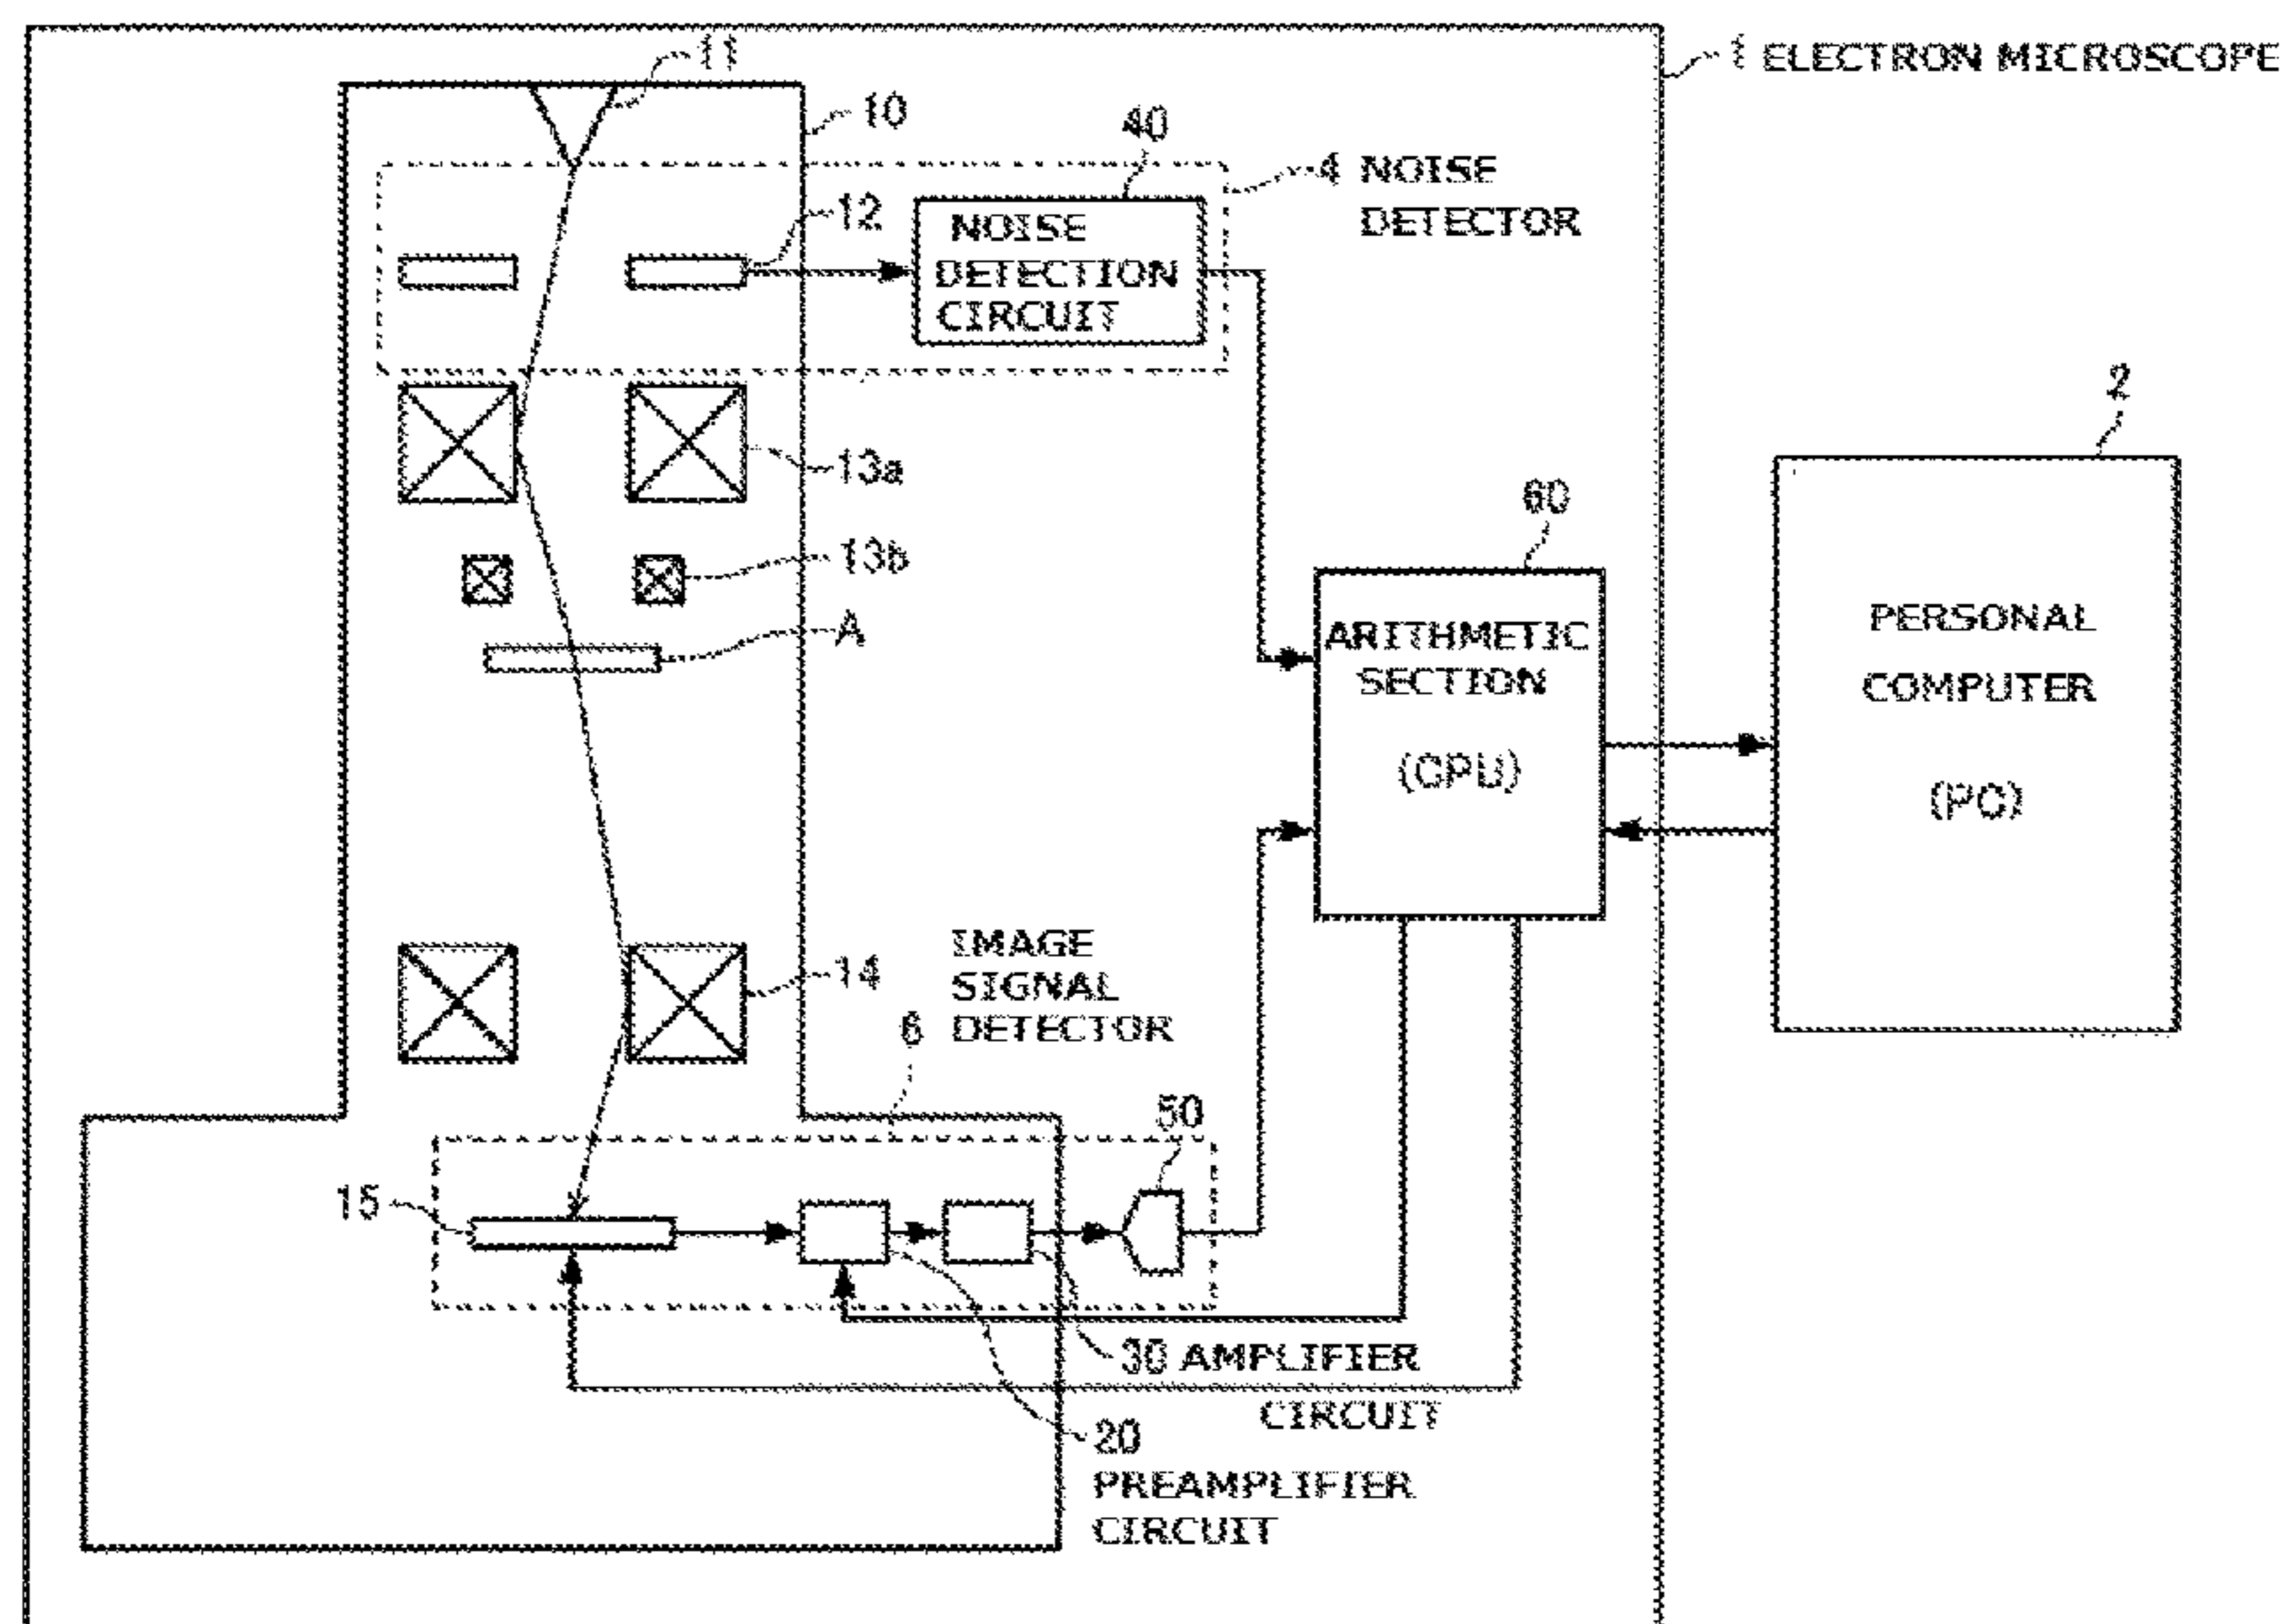 11
1 ELECTRON MICROSCOPE
10
40
4 NOISE
DETECTOR
12
NOISE
DETECTION
CIRCUIT
2
13a
60
13b
A
ARITHMETIC
SECTION
(CPU)
PERSONAL
COMPUTER
(PC)
14
IMAGE
SIGNAL
DETECTOR
6
50
15
30 AMPLIFIER
CIRCUIT
20
PREAMPLIFIER
CIRCUIT